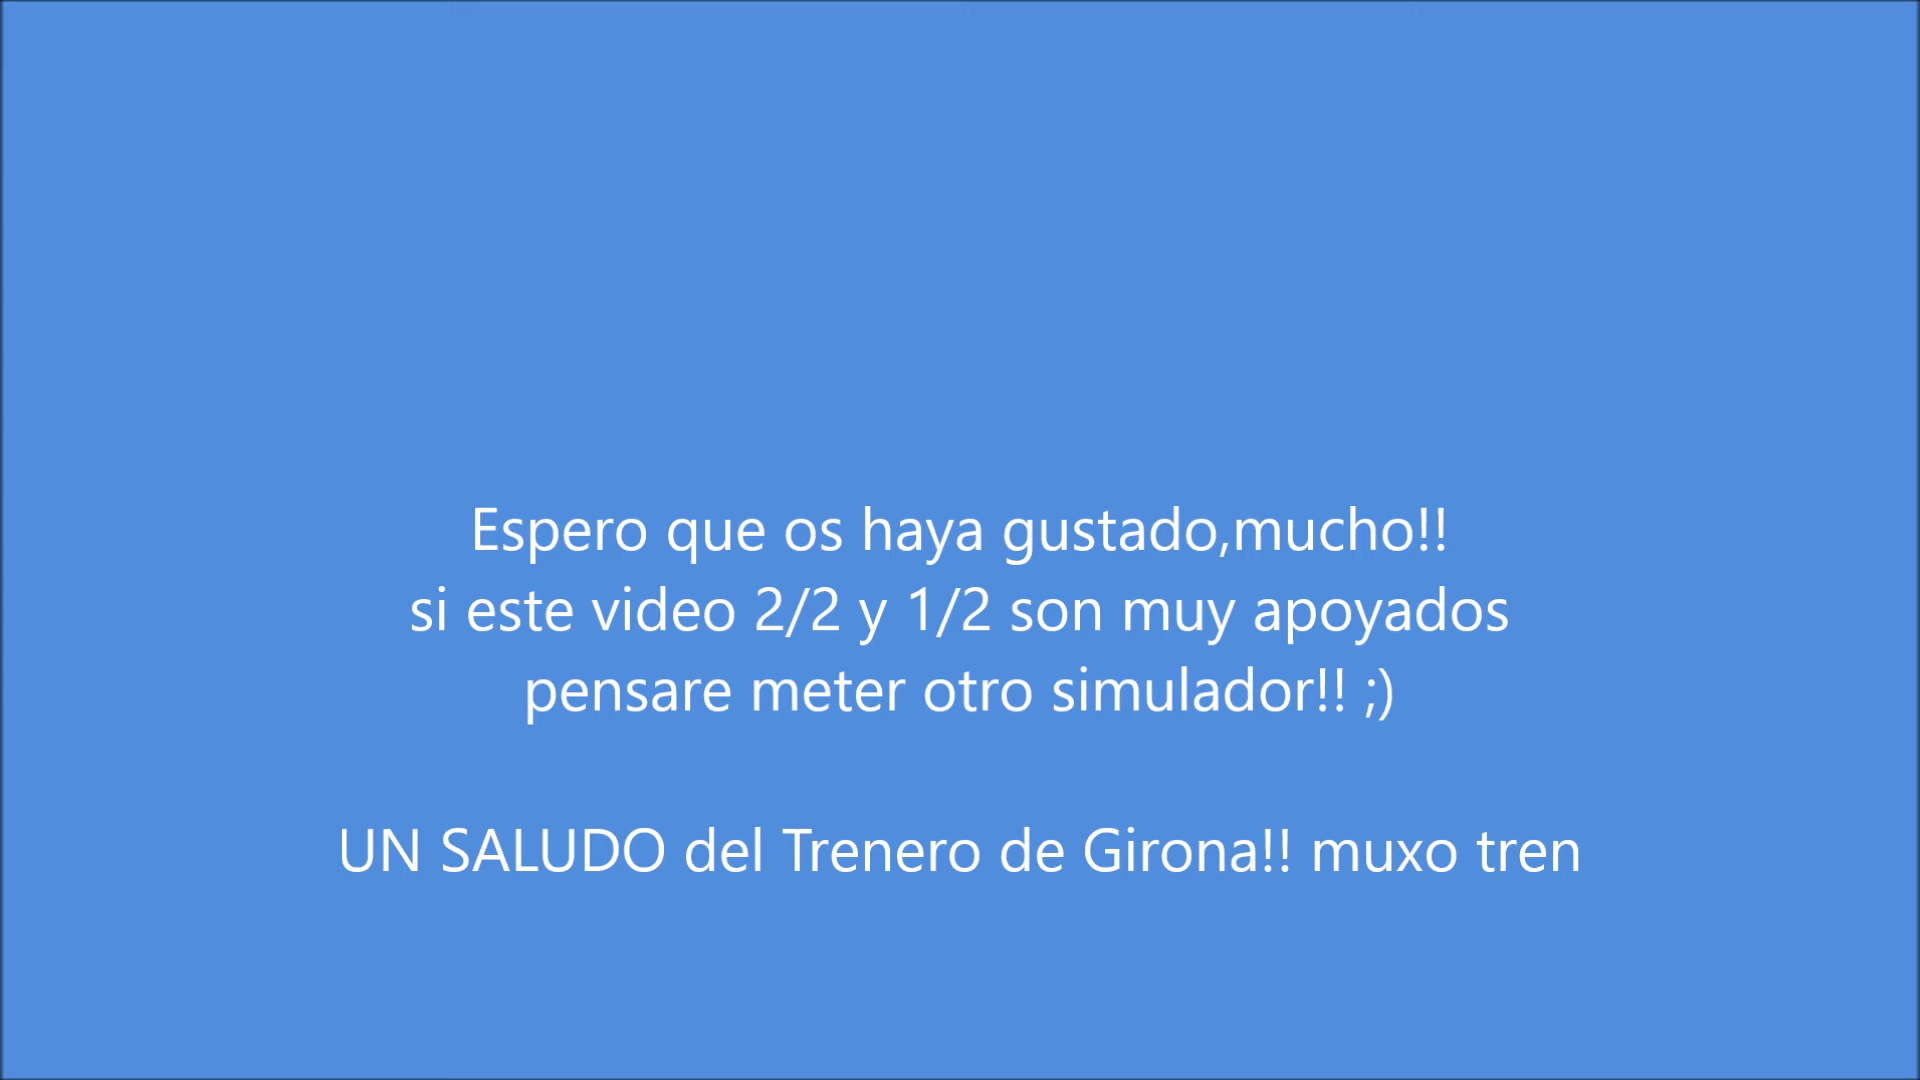 Espero que os haya gustado,mucho!!
si este video 2/2 y 1/2 son muy apoyados
pensare meter otro simulador!! ;)
UN SALUDO del Trenero de Girona!! muxo tren